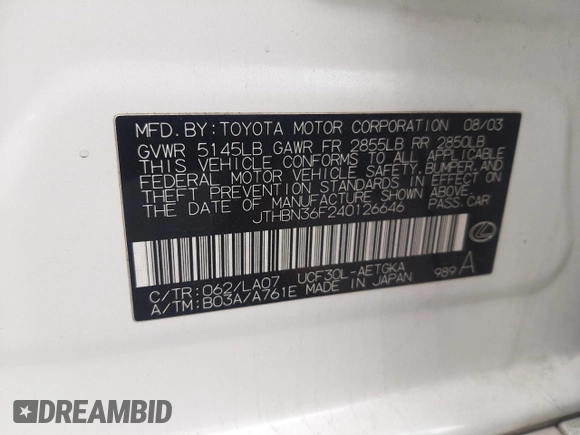 MFD. BY: TOYOTA MOTOR CORPORATION 08/03
GVWR 5145LB GAWR FR 2855LB RR 2850LB
THIS VEHICLE CONFORMS TO ALL APPLICABLE
FEDERAL MOTOR VEHICLE SAFETY, BUMPER, AND
THEFT PREVENTION STANDARDS IN EFFECT ON
THE DATE OF MANUFACTURE SHOWN ABOVE.
JTHBN36F240126646 PASS.CAR
C/TR: 062/LA07 UCF30L-AETGKA 989 A
A/TM: B03A/A761E MADE IN JAPAN
DREAMBID